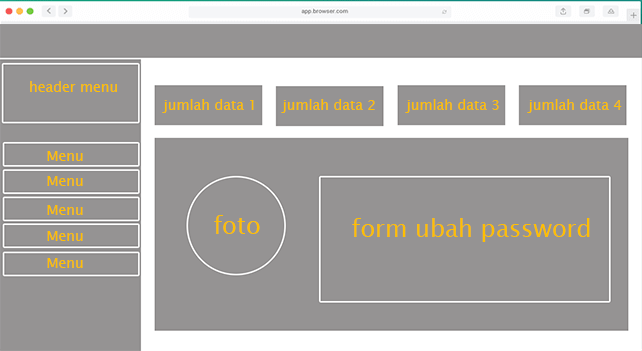 app.browser.com
header menu
jumlah data 1
jumlah data 2
jumlah data 3
jumlah data 4
Menu
Menu
Menu
Menu
Menu
foto
form ubah password